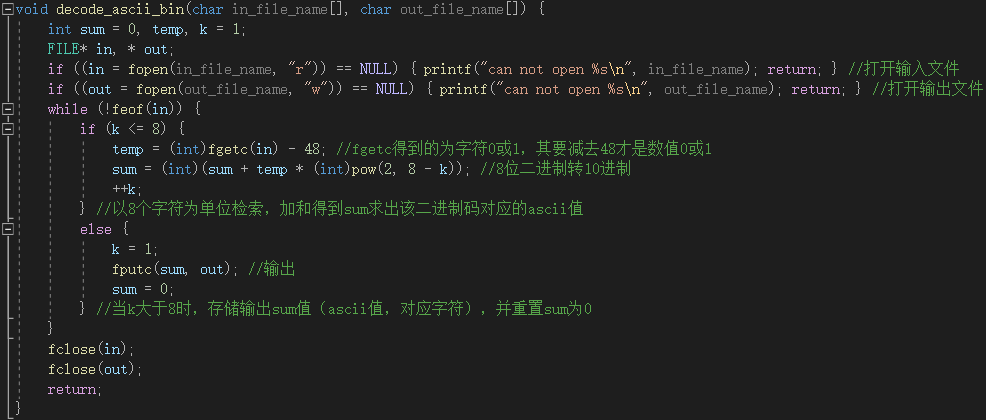 void decode_ascii_bin(char in_file_name[], char out_file_name[]) {
    int sum = 0, temp, k = 1;
    FILE* in, * out;
    if ((in = fopen(in_file_name, "r")) == NULL) { printf("can not open %s\n", in_file_name); return; } //打开输入文件
    if ((out = fopen(out_file_name, "w")) == NULL) { printf("can not open %s\n", out_file_name); return; } //打开输出文件
    while (!feof(in)) {
        if (k <= 8) {
            temp = (int)fgetc(in) - 48; //fgetc得到的为字符0或1，其要减去48才是数值0或1
            sum = (int)(sum + temp * (int)pow(2, 8 - k)); //8位二进制转10进制
            ++k;
        } //以8个字符为单位检索，加和得到sum求出该二进制码对应的ascii值
        else {
            k = 1;
            fputc(sum, out); //输出
            sum = 0;
        } //当k大于8时，存储输出sum值（ascii值，对应字符），并重置sum为0
    }
    fclose(in);
    fclose(out);
    return;
}